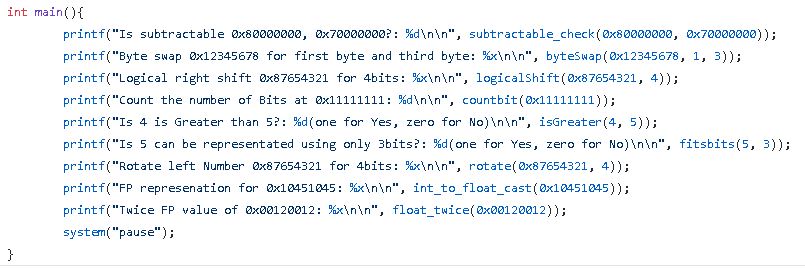 int main(){
printf("Is subtractable 0x80000000, 0x70000000?: %d\n\n", subtractable_check(0x80000000, 0x70000000));
printf("Byte swap 0x12345678 for first byte and third byte: %x\n\n", byteSwap(0x12345678, 1, 3));
printf("Logical right shift 0x87654321 for 4bits: %x\n\n", logicalShift(0x87654321, 4));
printf("Count the number of Bits at 0x11111111: %d\n\n", countbit(0x11111111));
printf("Is 4 is Greater than 5?: %d(one for Yes, zero for No)\n\n", isGreater(4, 5));
printf("Is 5 can be representated using only 3bits?: %d(one for Yes, zero for No)\n\n", fitsbits(5, 3));
printf("Rotate left Number 0x87654321 for 4bits: %x\n\n", rotate(0x87654321, 4));
printf("FP represenation for 0x10451045: %x\n\n", int_to_float_cast(0x10451045));
printf("Twice FP value of 0x00120012: %x\n\n", float_twice(0x00120012));
system("pause");
}